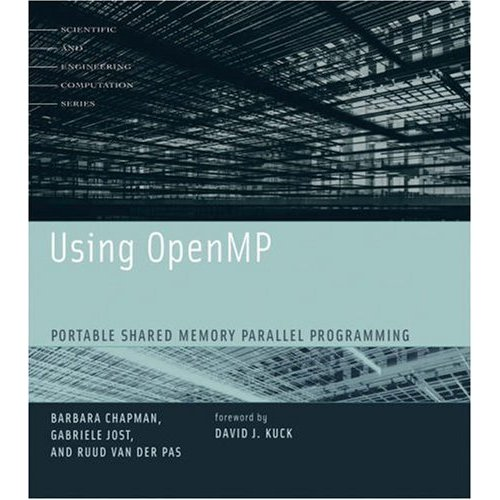 SCIENTIFIC
AND
ENGINEERING
COMPUTATION
SERIES
Using OpenMP
PORTABLE SHARED MEMORY PARALLEL PROGRAMMING
BARBARA CHAPMAN,
GABRIELE JOST,
AND RUUD VAN DER PAS
foreword by
DAVID J. KUCK